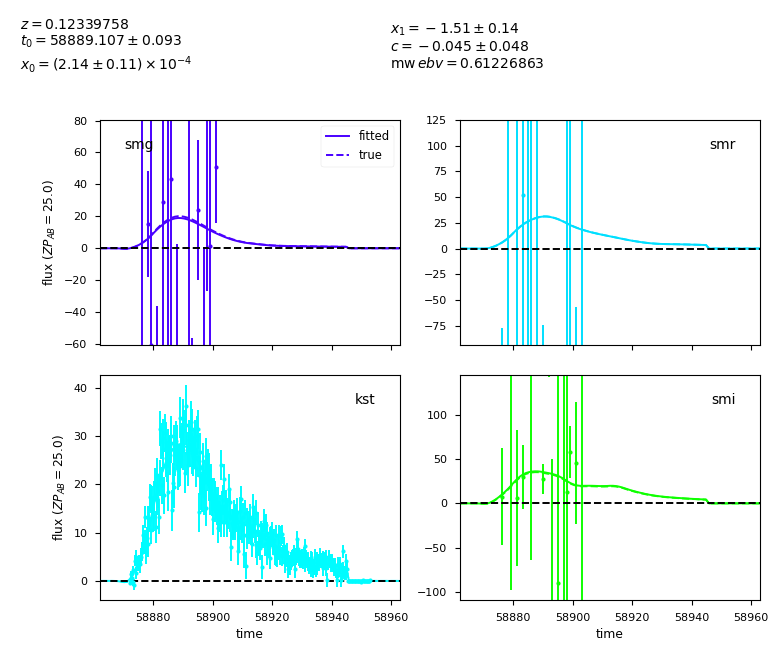 z = 0.12339758
t₀ = 58889.107 ± 0.093
x₀ = (2.14 ± 0.11) × 10⁻⁴
x₁ = −1.51 ± 0.14
c = −0.045 ± 0.048
mw ebv = 0.61226863
smg
fitted
true
80
60
40
20
0
−20
−40
−60
flux (ZP_AB = 25.0)
smr
125
100
75
50
25
0
−25
−50
−75
kst
40
30
20
10
0
flux (ZP_AB = 25.0)
58880 58900 58920 58940 58960
time
smi
100
50
0
−50
−100
58880 58900 58920 58940 58960
time